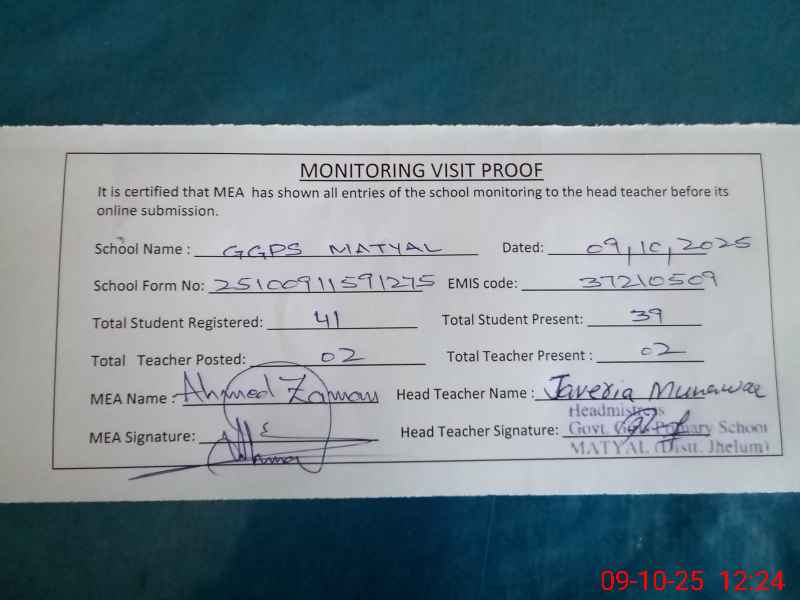 MONITORING VISIT PROOF
It is certified that MEA has shown all entries of the school monitoring to the head teacher before its
online submission.
School Name : GGPS MATYAL Dated: 09,10,2025
School Form No: 25100911591275 EMIS code: 37210509
Total Student Registered: 41 Total Student Present: 39
Total Teacher Posted: 02 Total Teacher Present : 02
MEA Name : Ahmed Zaman Head Teacher Name : Javeria Munawar
Headmistress
MEA Signature: Head Teacher Signature: Govt. Girls Primary School
MATYAL (Distt. Jhelum)
09-10-25 12:24